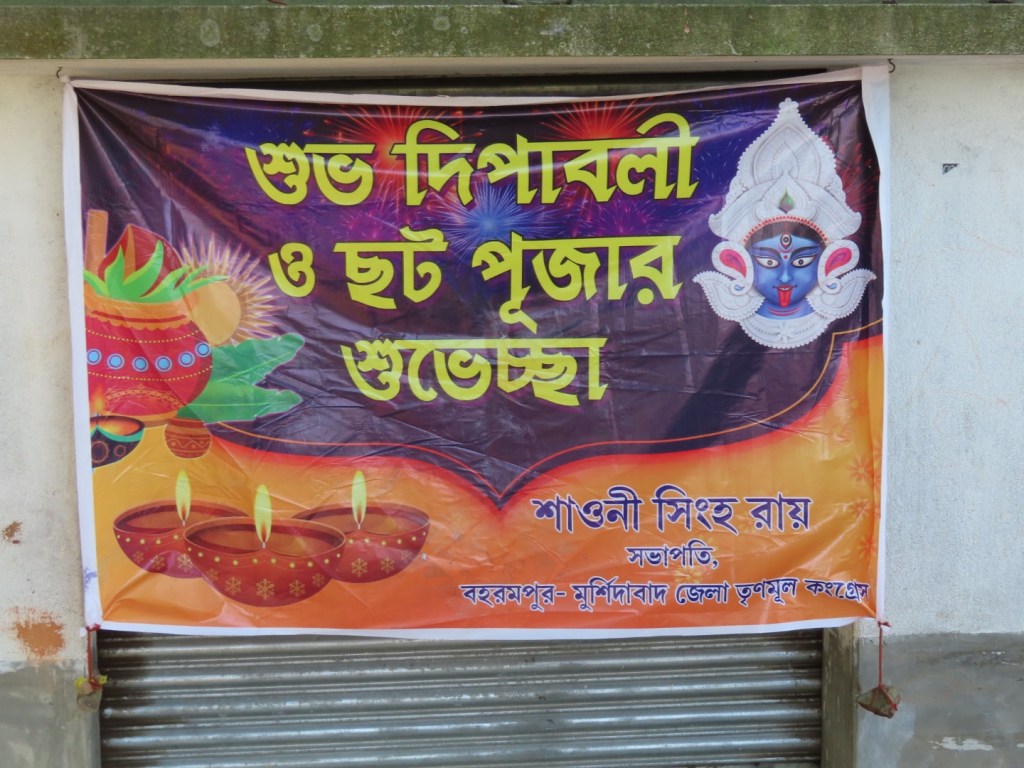 শুভ দিপাবলী
ও ছট পূজার
শুভেচ্ছা
শাওনী সিংহ রায়
সভাপতি,
বহরমপুর- মুর্শিদাবাদ জেলা তৃণমূল কংগ্রেস